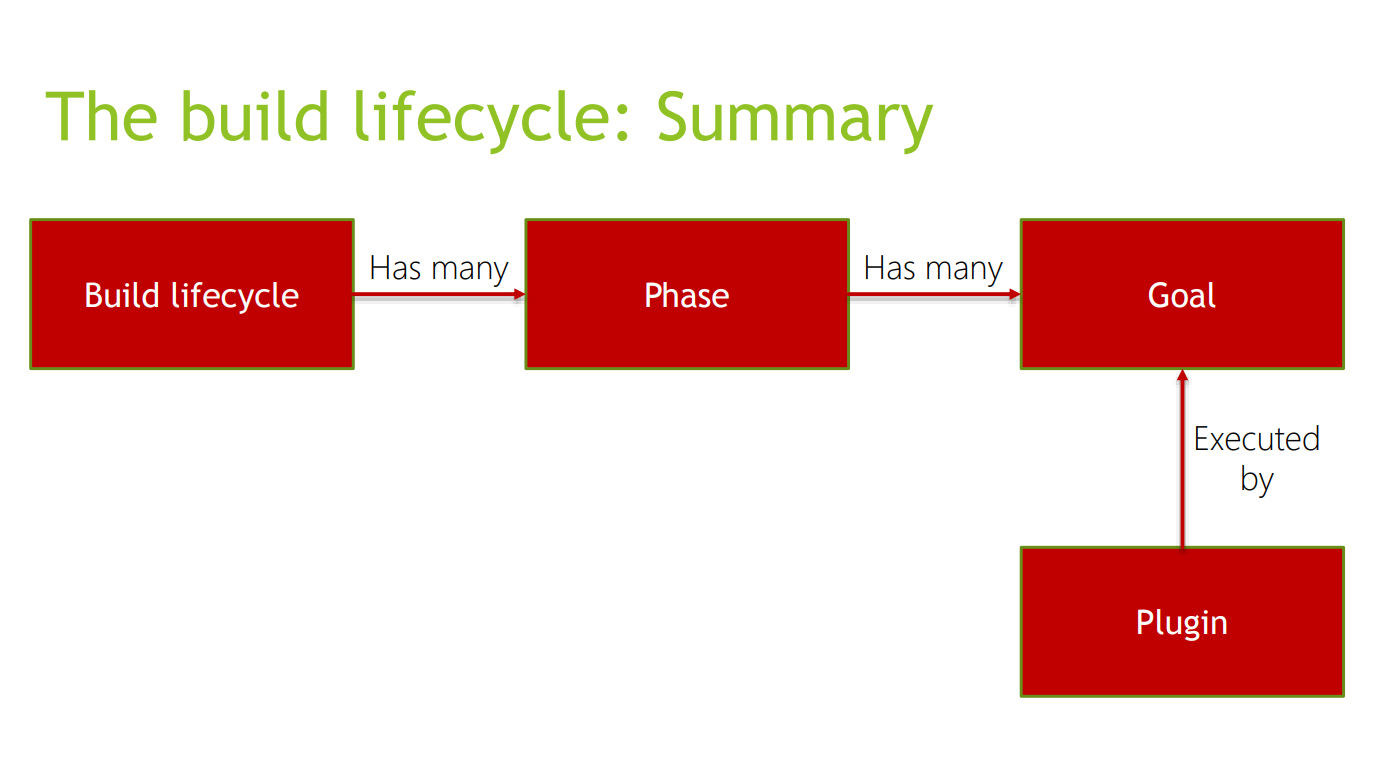 The build lifecycle: Summary
Build lifecycle
Has many
Phase
Has many
Goal
Executed
by
Plugin